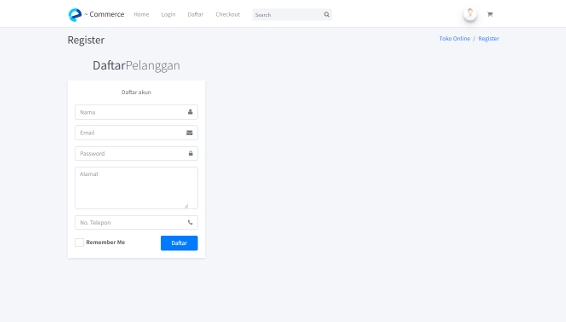 e - Commerce Home Login Daftar Checkout Search
Register
Toko Online / Register
DaftarPelanggan
Daftar akun
Nama
Email
Password
Alamat
No. Telepon
Remember Me
Daftar